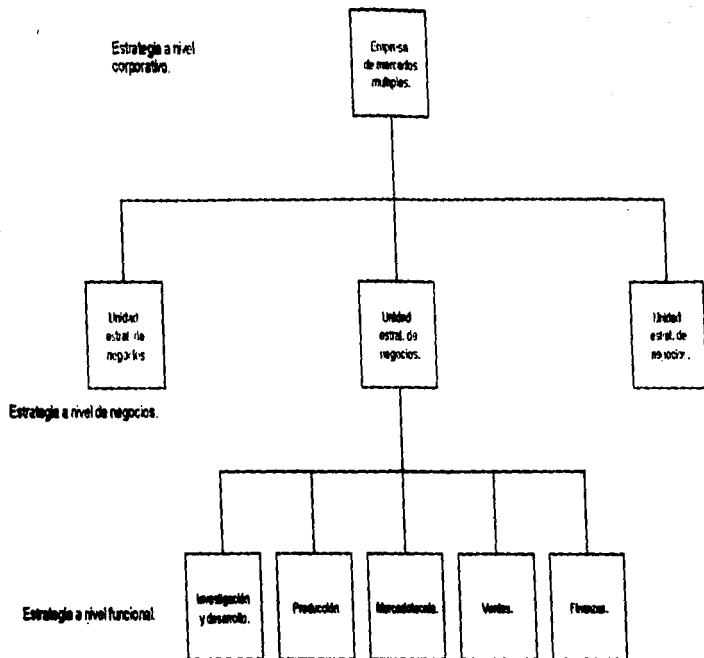 Estrategia a nivel
corporativo.
Empresa
de mercados
multiples.
Unidad
estrat. de
negocios
Unidad
estrat. de
negocios.
Unidad
estrat. de
negocios.
Estrategia a nivel de negocios.
Estrategia a nivel funcional.
Investigación
y desarrollo.
Producción
Mercadotecnia.
Ventas.
Finanzas.